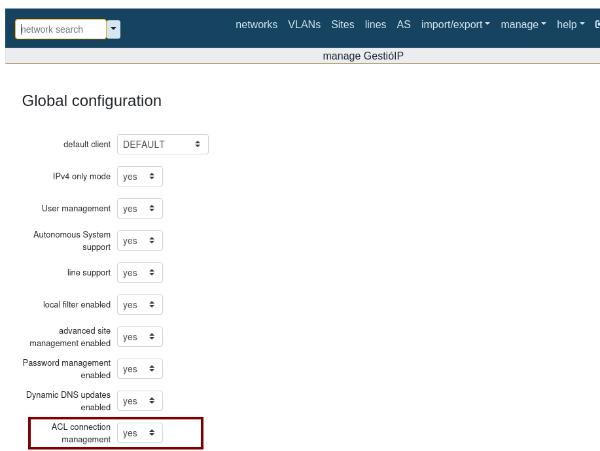 network search
networks VLANs Sites lines AS import/export manage help
manage GestióIP
Global configuration
default client DEFAULT
IPv4 only mode yes
User management yes
Autonomous System
support yes
line support yes
local filter enabled yes
advanced site
management enabled yes
Password management
enabled yes
Dynamic DNS updates
enabled yes
ACL connection
management yes